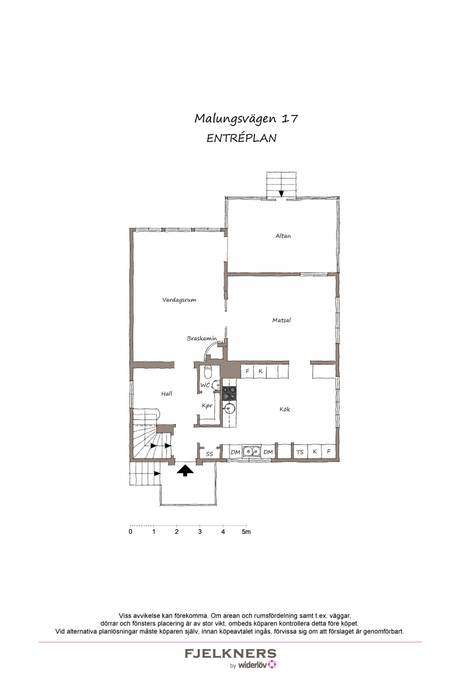 Malungsvägen 17
ENTRÉPLAN
Altan
Vardagsrum
Matsal
Braskamin
F K
WC
Hall
Kpr
Kök
SS
DM DM TS K F
0 1 2 3 4 5m
Viss avvikelse kan förekomma. Om arean och rumsfördelning samt t.ex. väggar,
dörrar och fönsters placering är av stor vikt, ombeds köparen kontrollera detta före köpet.
Vid alternativa planlösningar måste köparen själv, innan köpeavtalet ingås, förvissa sig om att förslaget är genomförbart.
FJELKNERS
by widerlöv